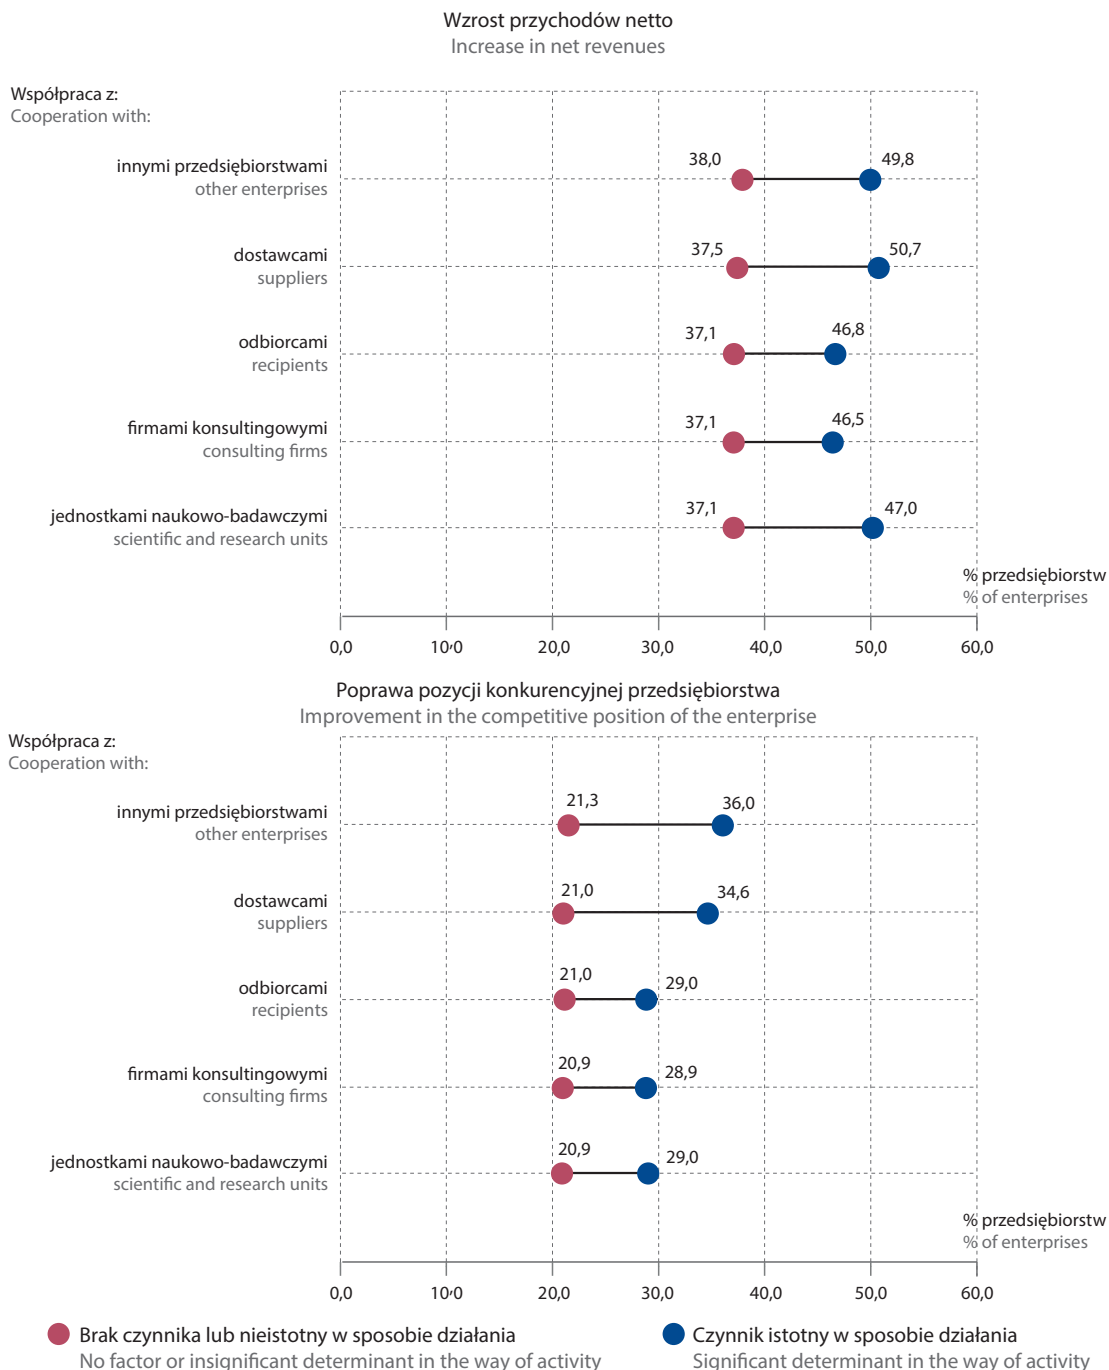 Wzrost przychodów netto
Increase in net revenues
Współpraca z:
Cooperation with:
innymi przedsiębiorstwami
other enterprises
38,0
49,8
dostawcami
suppliers
37,5
50,7
odbiorcami
recipients
37,1
46,8
firmami konsultingowymi
consulting firms
37,1
46,5
jednostkami naukowo-badawczymi
scientific and research units
37,1
47,0
% przedsiębiorstw
% of enterprises
0,0 10,0 20,0 30,0 40,0 50,0 60,0
Poprawa pozycji konkurencyjnej przedsiębiorstwa
Improvement in the competitive position of the enterprise
Współpraca z:
Cooperation with:
innymi przedsiębiorstwami
other enterprises
21,3
36,0
dostawcami
suppliers
21,0
34,6
odbiorcami
recipients
21,0
29,0
firmami konsultingowymi
consulting firms
20,9
28,9
jednostkami naukowo-badawczymi
scientific and research units
20,9
29,0
% przedsiębiorstw
% of enterprises
0,0 10,0 20,0 30,0 40,0 50,0 60,0
Brak czynnika lub nieistotny w sposobie działania
No factor or insignificant determinant in the way of activity
Czynnik istotny w sposobie działania
Significant determinant in the way of activity